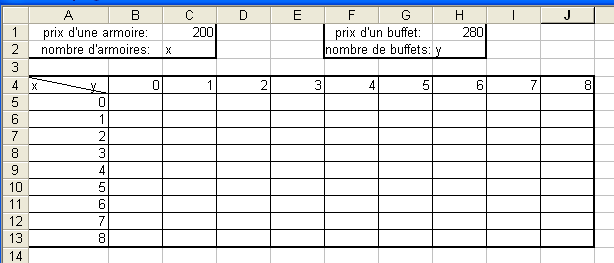 A B C D E F G H I J
1 prix d'une armoire: 200 prix d'un buffet: 280
2 nombre d'armoires: x nombre de buffets: y
3
4 x y 0 1 2 3 4 5 6 7 8
5 0
6 1
7 2
8 3
9 4
10 5
11 6
12 7
13 8
14